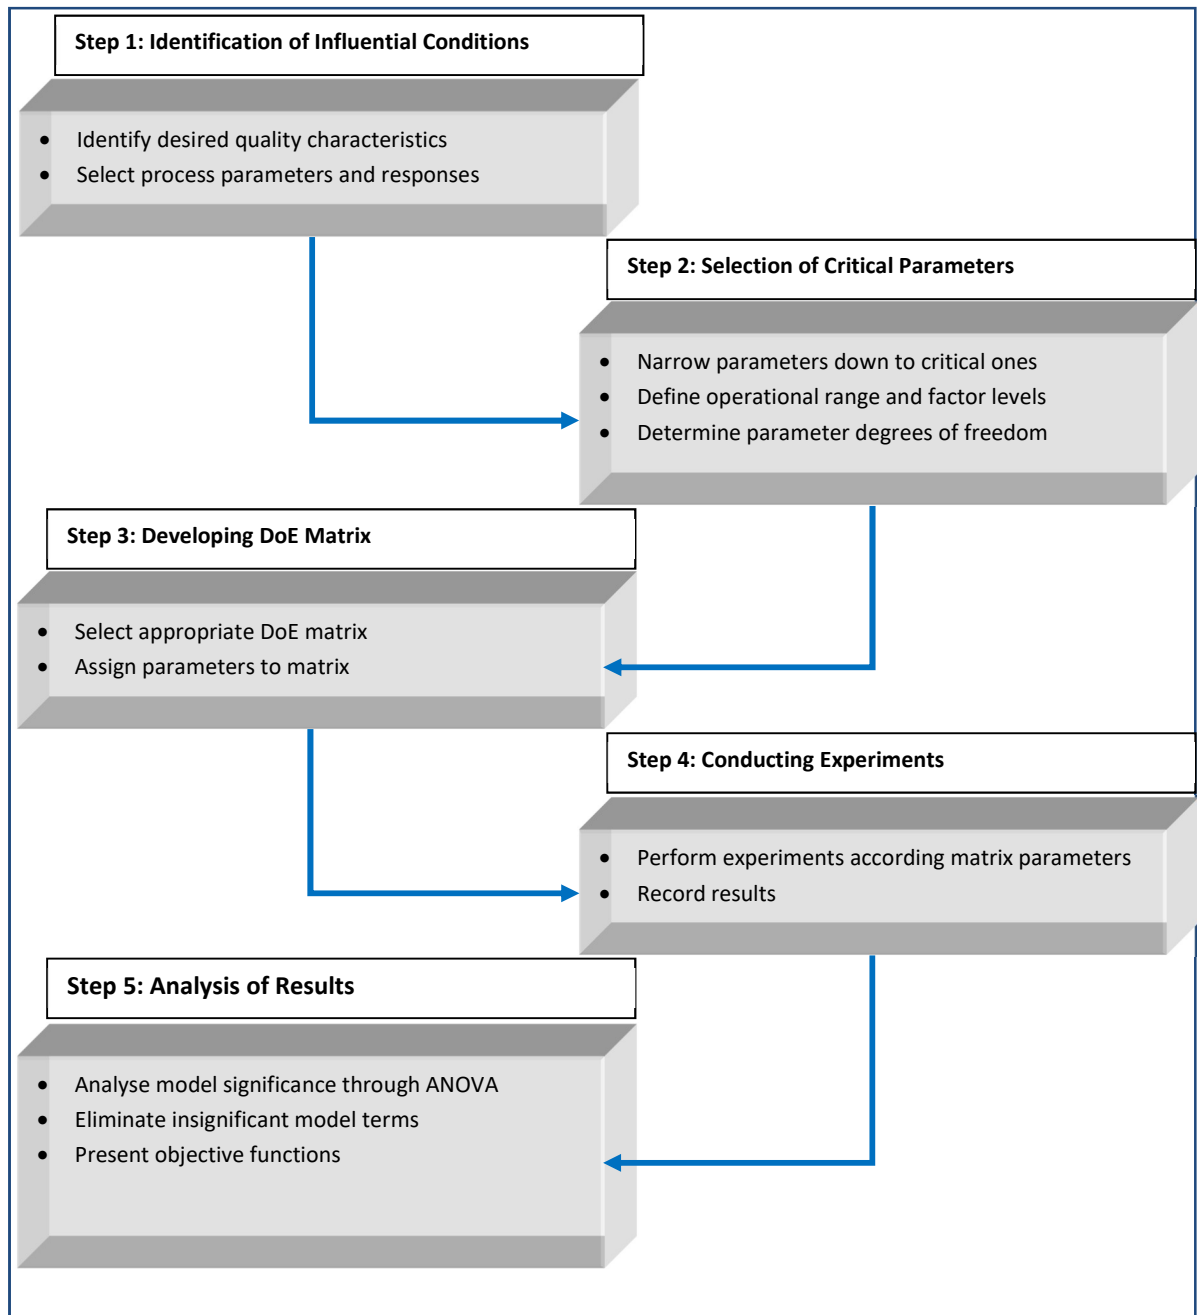 Step 1: Identification of Influential Conditions
• Identify desired quality characteristics
• Select process parameters and responses
Step 2: Selection of Critical Parameters
• Narrow parameters down to critical ones
• Define operational range and factor levels
• Determine parameter degrees of freedom
Step 3: Developing DoE Matrix
• Select appropriate DoE matrix
• Assign parameters to matrix
Step 4: Conducting Experiments
• Perform experiments according matrix parameters
• Record results
Step 5: Analysis of Results
• Analyse model significance through ANOVA
• Eliminate insignificant model terms
• Present objective functions